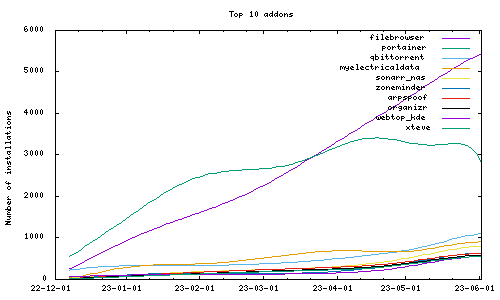 Top 10 addons
6000
5000
4000
3000
2000
1000
0
Number of installations
filebrowser
portainer
qbittorrent
myelectricaldata
sonarr_nas
zoneminder
arpspoof
organizr
webtop_kde
xteve
22-12-01 23-01-01 23-02-01 23-03-01 23-04-01 23-05-01 23-06-01